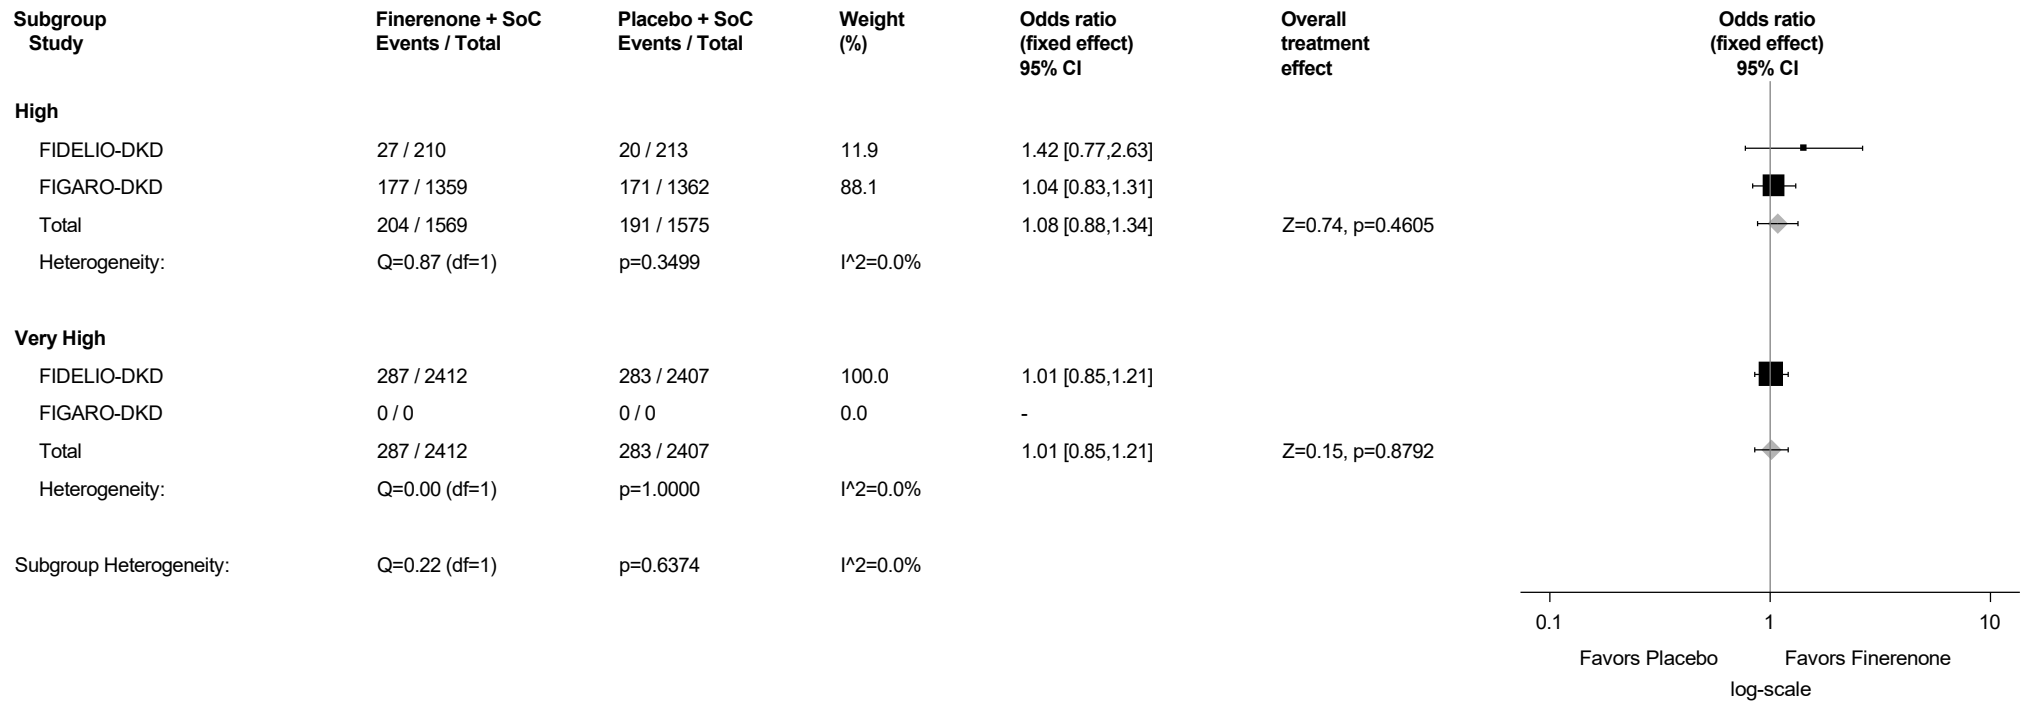 Subgroup Finerenone + SoC Placebo + SoC Weight Odds ratio Overall Odds ratio
Study Events / Total Events / Total (%) (fixed effect) treatment (fixed effect)
95% CI effect 95% CI
High
FIDELIO-DKD 27 / 210 20 / 213 11.9 1.42 [0.77,2.63]
FIGARO-DKD 177 / 1359 171 / 1362 88.1 1.04 [0.83,1.31]
Total 204 / 1569 191 / 1575 1.08 [0.88,1.34] Z=0.74, p=0.4605
Heterogeneity: Q=0.87 (df=1) p=0.3499 I^2=0.0%
Very High
FIDELIO-DKD 287 / 2412 283 / 2407 100.0 1.01 [0.85,1.21]
FIGARO-DKD 0 / 0 0 / 0 0.0 -
Total 287 / 2412 283 / 2407 1.01 [0.85,1.21] Z=0.15, p=0.8792
Heterogeneity: Q=0.00 (df=1) p=1.0000 I^2=0.0%
Subgroup Heterogeneity: Q=0.22 (df=1) p=0.6374 I^2=0.0%
0.1 1 10
Favors Placebo Favors Finerenone
log-scale